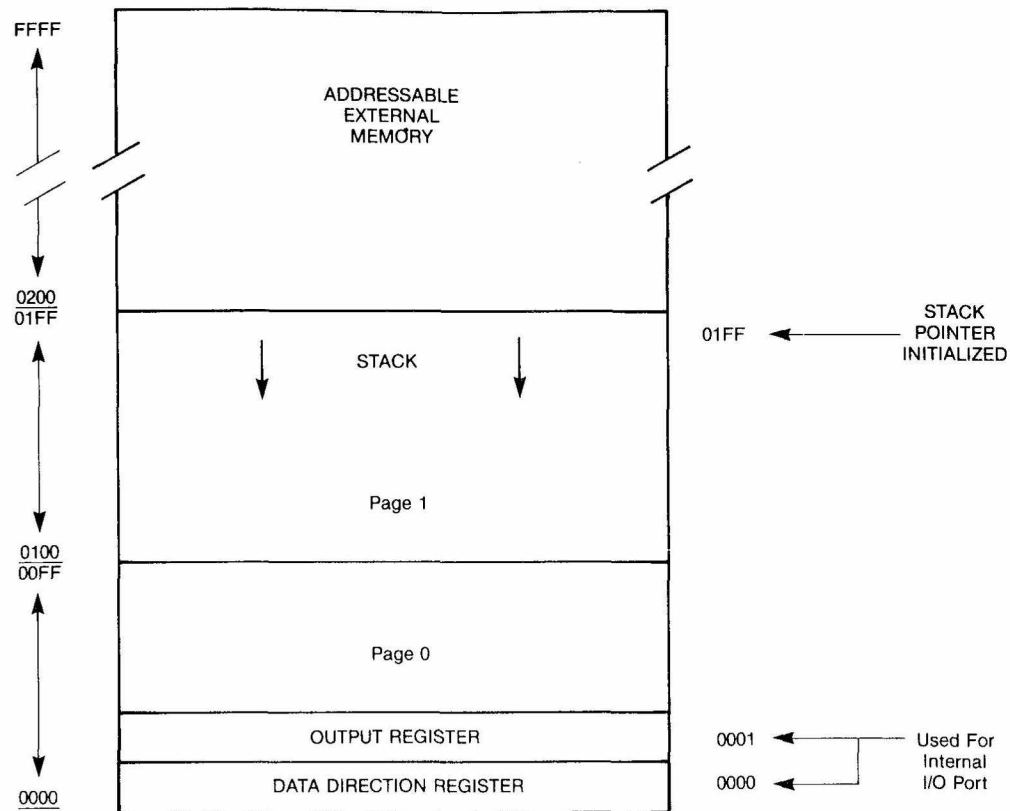 FFFF
ADDRESSABLE
EXTERNAL
MEMORY
0200
01FF
STACK
01FF
STACK
POINTER
INITIALIZED
Page 1
0100
00FF
Page 0
OUTPUT REGISTER
0001
Used For
Internal
I/O Port
DATA DIRECTION REGISTER
0000
0000